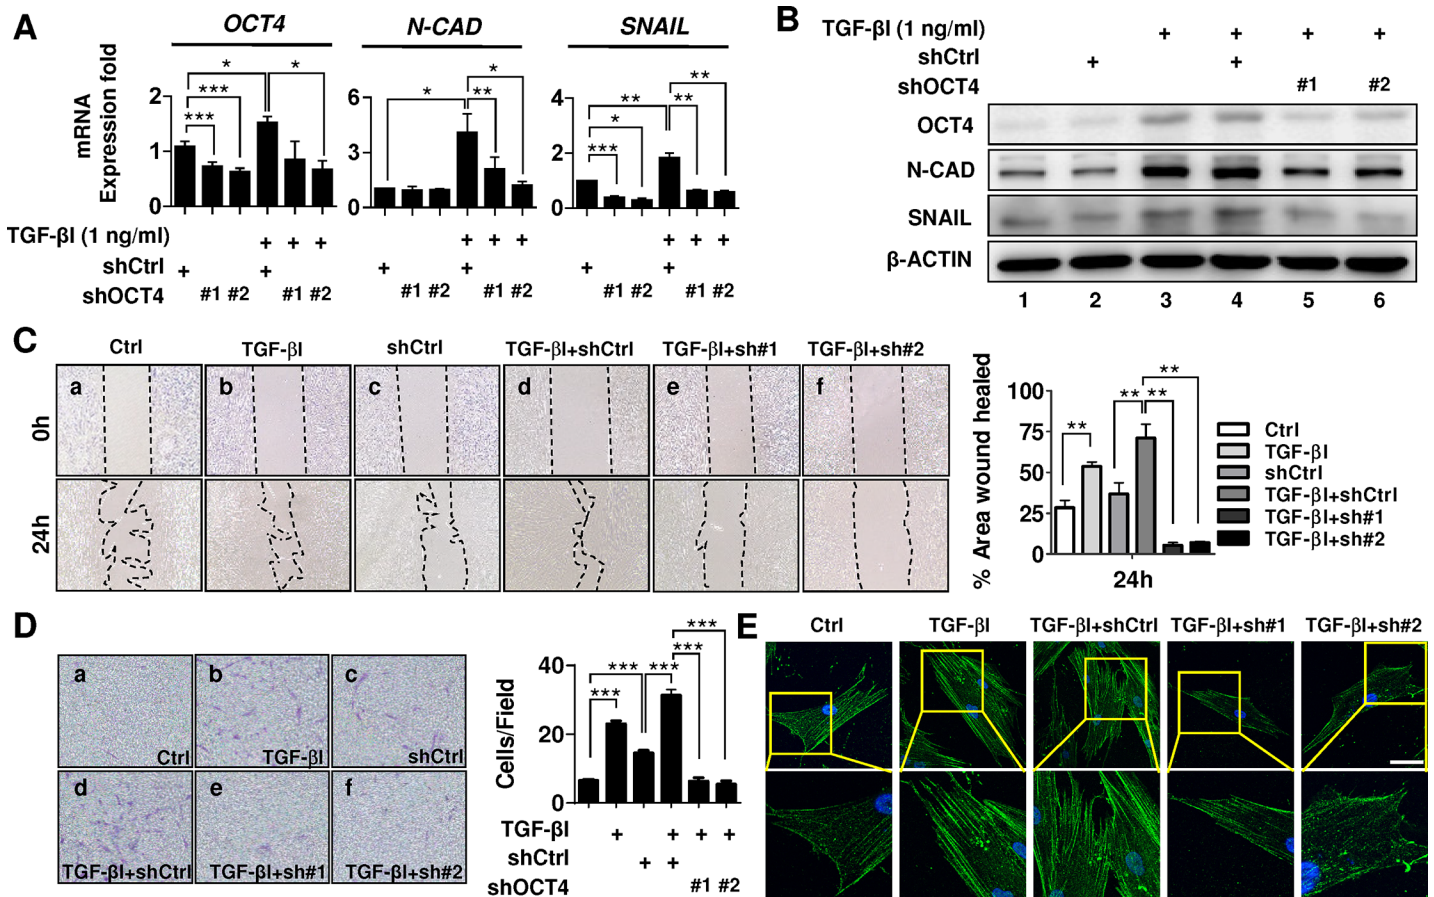 A
OCT4
N-CAD
SNAIL
mRNA
Expression fold
2
1
0
* * *** ***
6
3
0
* * **
4
2
0
** ** * ** ***
TGF-βI (1 ng/ml) + + + + + + + + +
shCtrl + + + + + +
shOCT4 #1 #2 #1 #2 #1 #2 #1 #2 #1 #2 #1 #2
B
TGF-βI (1 ng/ml) + + + +
shCtrl + +
shOCT4 #1 #2
OCT4
N-CAD
SNAIL
β-ACTIN
1 2 3 4 5 6
C
Ctrl TGF-βI shCtrl TGF-βI+shCtrl TGF-βI+sh#1 TGF-βI+sh#2
0h
a b c d e f
24h
% Area wound healed
100
75
50
25
0
** ** ** **
24h
Ctrl
TGF-βI
shCtrl
TGF-βI+shCtrl
TGF-βI+sh#1
TGF-βI+sh#2
D
a b c
Ctrl TGF-βI shCtrl
d e f
TGF-βI+shCtrl TGF-βI+sh#1 TGF-βI+sh#2
Cells/Field
40
20
0
*** *** *** *** ***
TGF-βI + + + +
shCtrl + +
shOCT4 #1 #2
E
Ctrl TGF-βI TGF-βI+shCtrl TGF-βI+sh#1 TGF-βI+sh#2